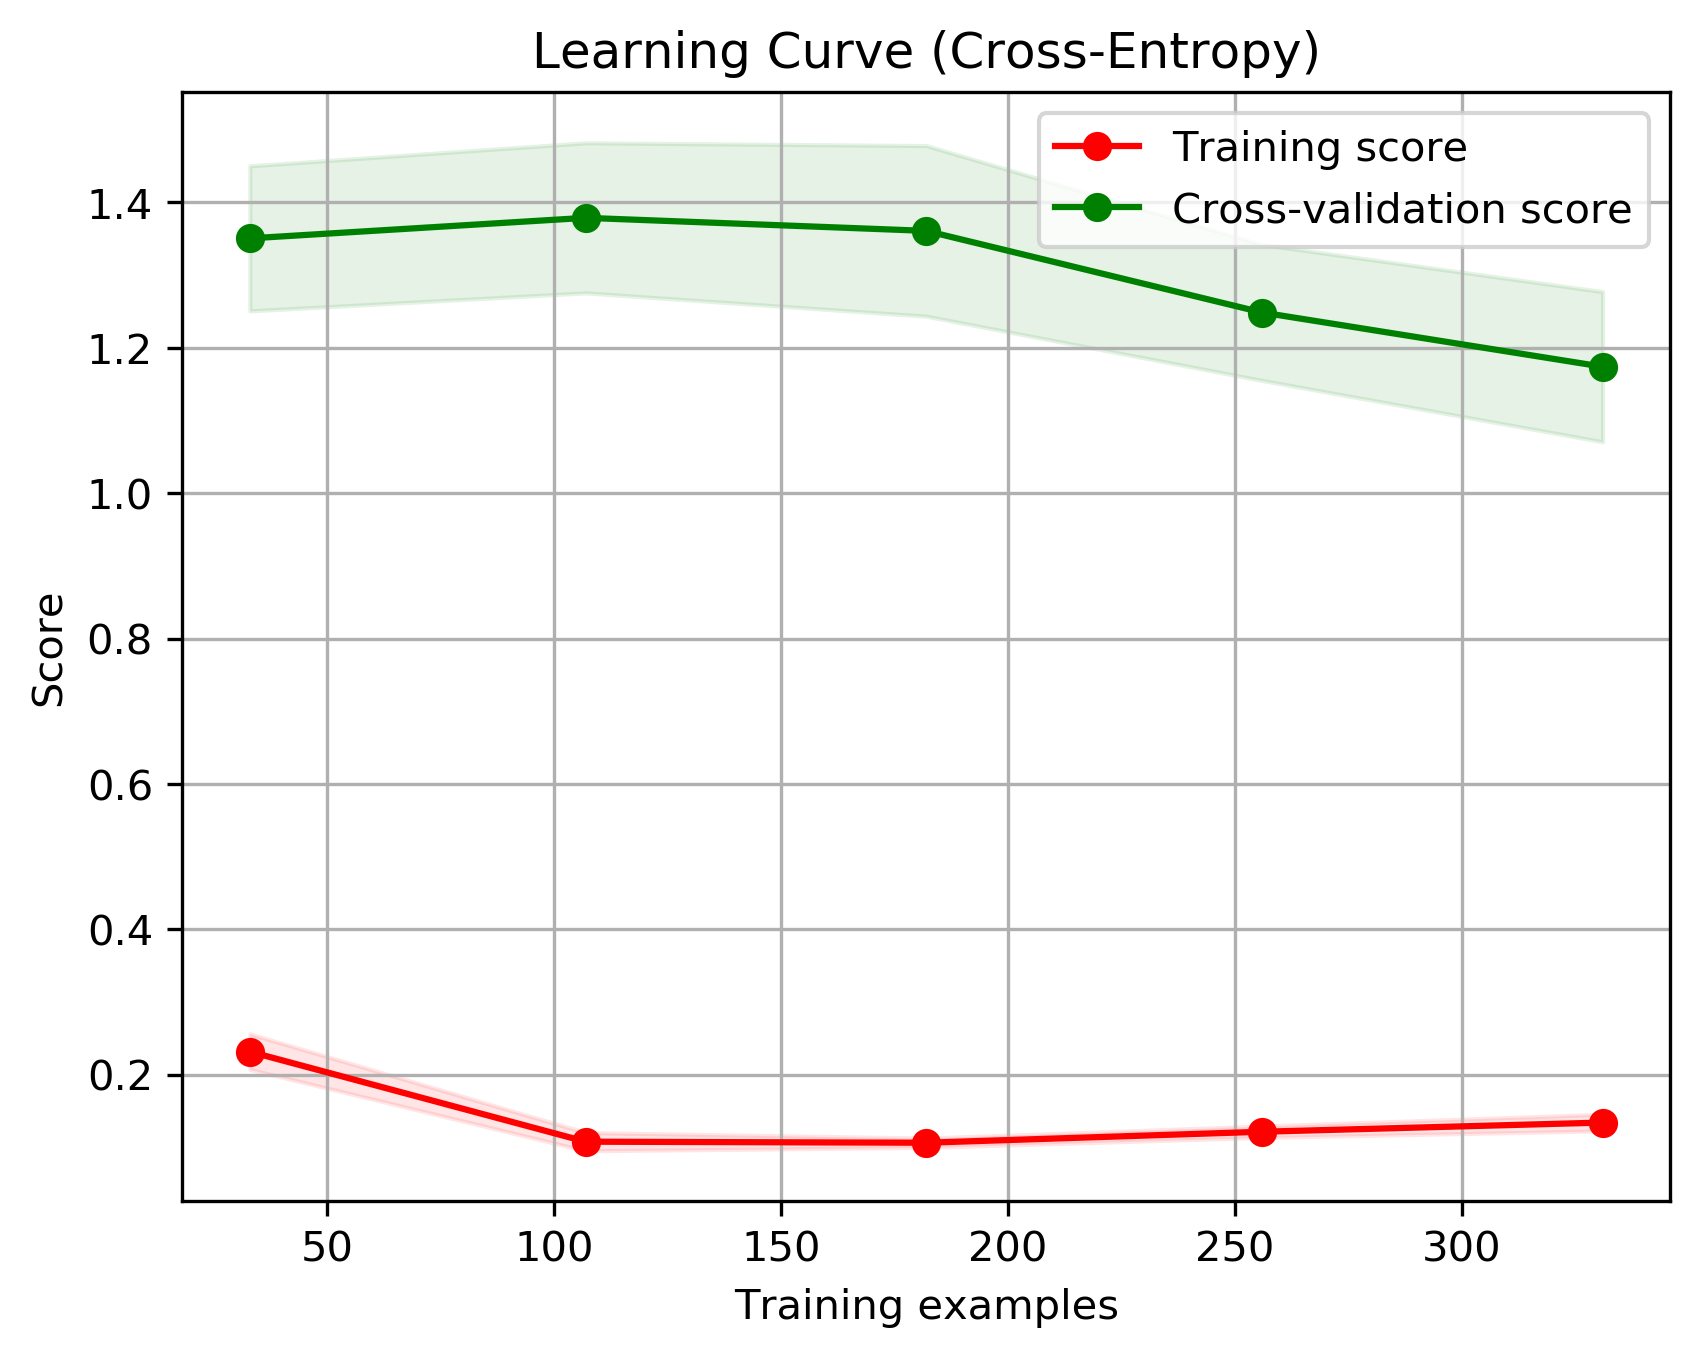 Learning Curve (Cross-Entropy)
Training score
Cross-validation score
1.4
1.2
1.0
0.8
0.6
0.4
0.2
Score
50 100 150 200 250 300
Training examples